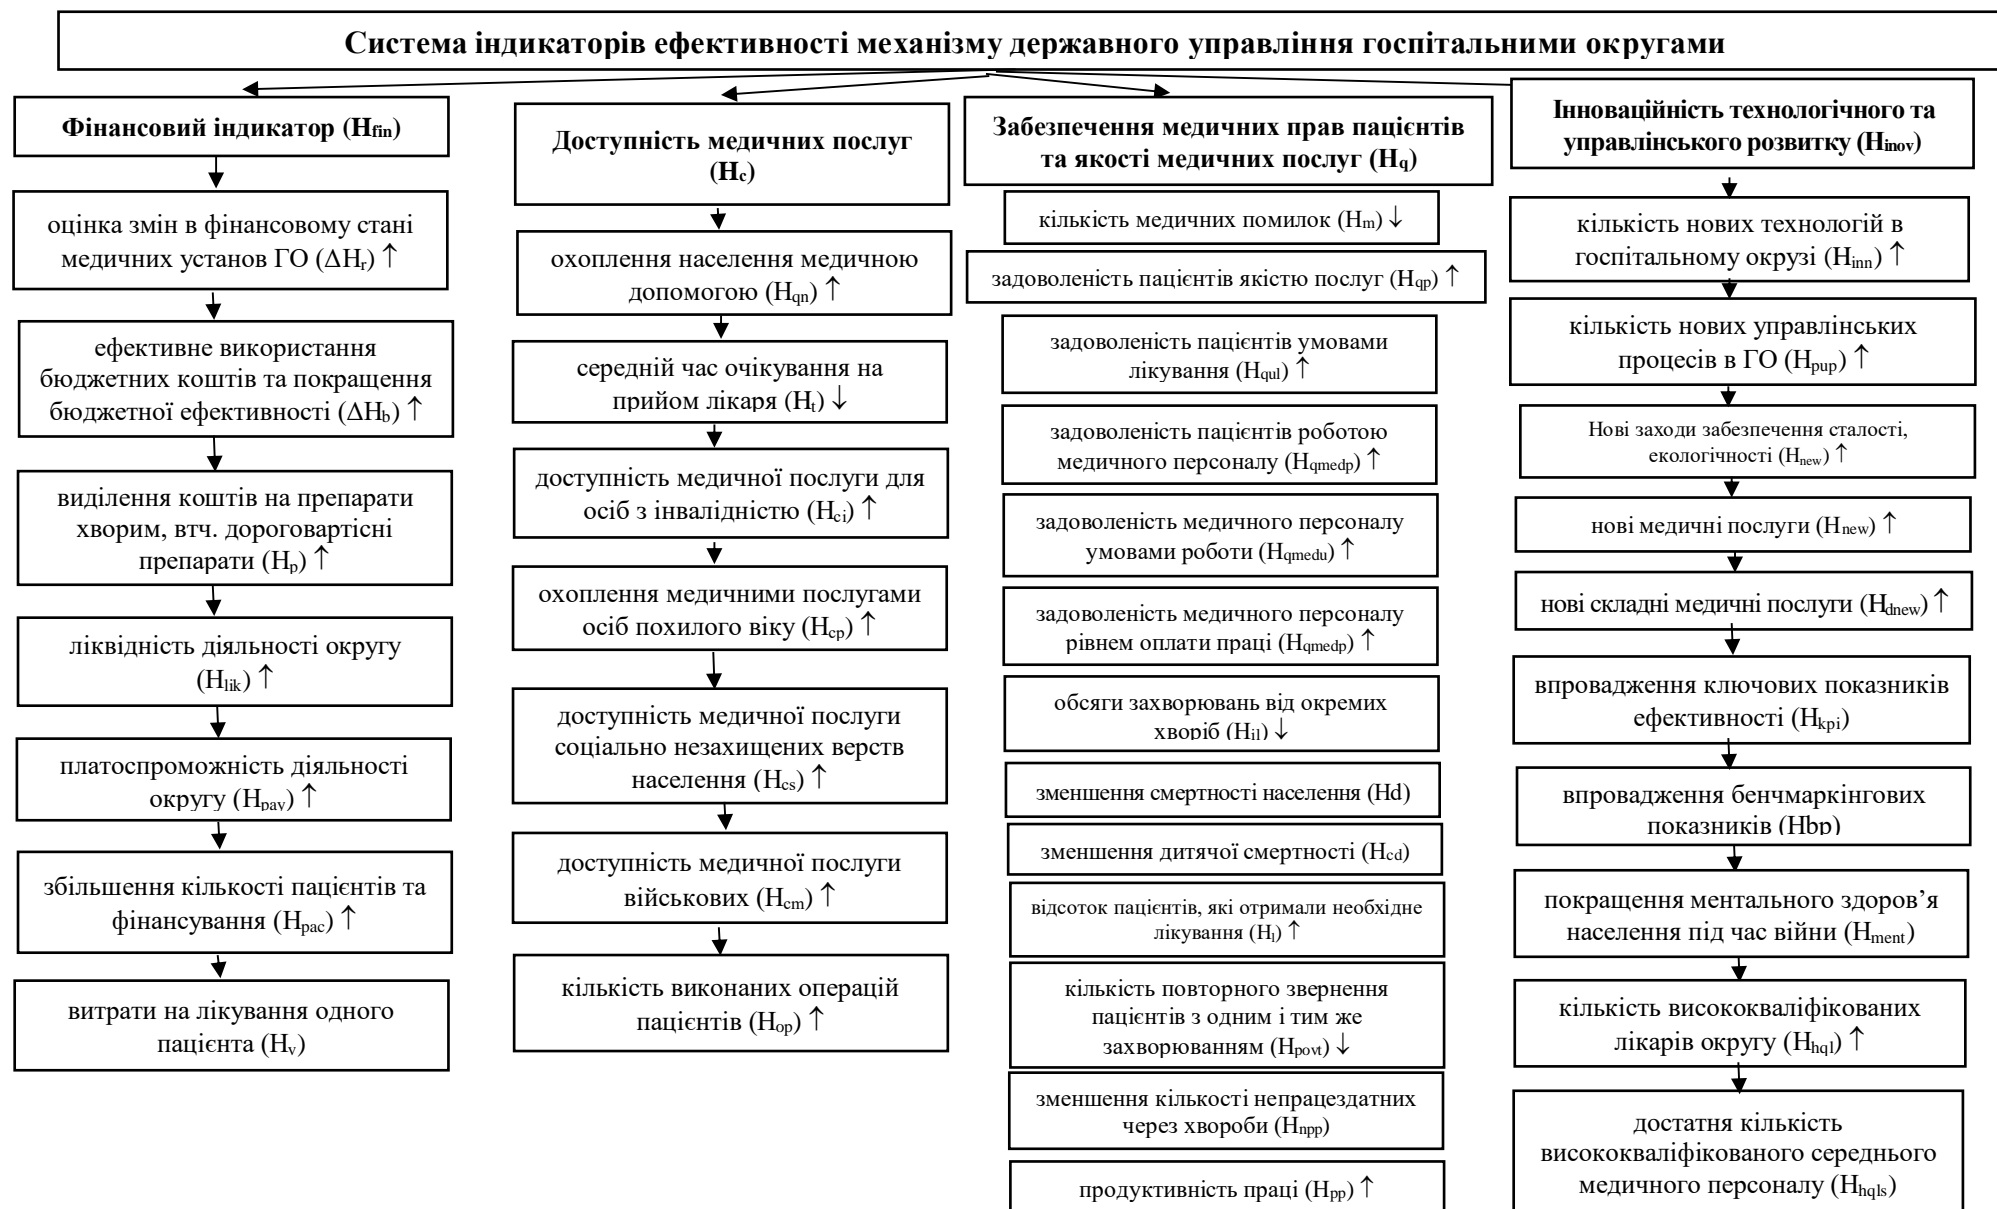 Система індикаторів ефективності механізму державного управління госпітальними округами
Фінансовий індикатор (Hfin)
оцінка змін в фінансовому стані
медичних установ ГО (ΔHr) ↑
ефективне використання
бюджетних коштів та покращення
бюджетної ефективності (ΔHb) ↑
виділення коштів на препарати
хворим, втч. дороговартісні
препарати (Hp) ↑
ліквідність діяльності округу
(Hlik) ↑
платоспроможність діяльності
округу (Hpay) ↑
збільшення кількості пацієнтів та
фінансування (Hpac) ↑
витрати на лікування одного
пацієнта (Hv)
Доступність медичних послуг
(Hc)
охоплення населення медичною
допомогою (Hqn) ↑
середній час очікування на
прийом лікаря (Ht) ↓
доступність медичної послуги для
осіб з інвалідністю (Hci) ↑
охоплення медичними послугами
осіб похилого віку (Hcp) ↑
доступність медичної послуги
соціально незахищених верств
населення (Hcs) ↑
доступність медичної послуги
військових (Hcm) ↑
кількість виконаних операцій
пацієнтів (Hop) ↑
Забезпечення медичних прав пацієнтів
та якості медичних послуг (Hq)
кількість медичних помилок (Hm) ↓
задоволеність пацієнтів якістю послуг (Hqp) ↑
задоволеність пацієнтів умовами
лікування (Hqul) ↑
задоволеність пацієнтів роботою
медичного персоналу (Hqmedp) ↑
задоволеність медичного персоналу
умовами роботи (Hqmedu) ↑
задоволеність медичного персоналу
рівнем оплати праці (Hqmedp) ↑
обсяги захворювань від окремих
хворіб (Hil) ↓
зменшення смертності населення (Hd)
зменшення дитячої смертності (Hcd)
відсоток пацієнтів, які отримали необхідне
лікування (Hl) ↑
кількість повторного звернення
пацієнтів з одним і тим же
захворюванням (Hpovt) ↓
зменшення кількості непрацездатних
через хвороби (Hnpp)
продуктивність праці (Hpp) ↑
Інноваційність технологічного та
управлінського розвитку (Hinov)
кількість нових технологій в
госпітальному окрузі (Hinn) ↑
кількість нових управлінських
процесів в ГО (Hpup) ↑
Нові заходи забезпечення сталості,
екологічності (Hnew) ↑
нові медичні послуги (Hnew) ↑
нові складні медичні послуги (Hdnew) ↑
впровадження ключових показників
ефективності (Hkpi)
впровадження бенчмаркінгових
показників (Hbp)
покращення ментального здоров’я
населення під час війни (Hment)
кількість висококваліфікованих
лікарів округу (Hhql) ↑
достатня кількість
висококваліфікованого середнього
медичного персоналу (Hhqls)